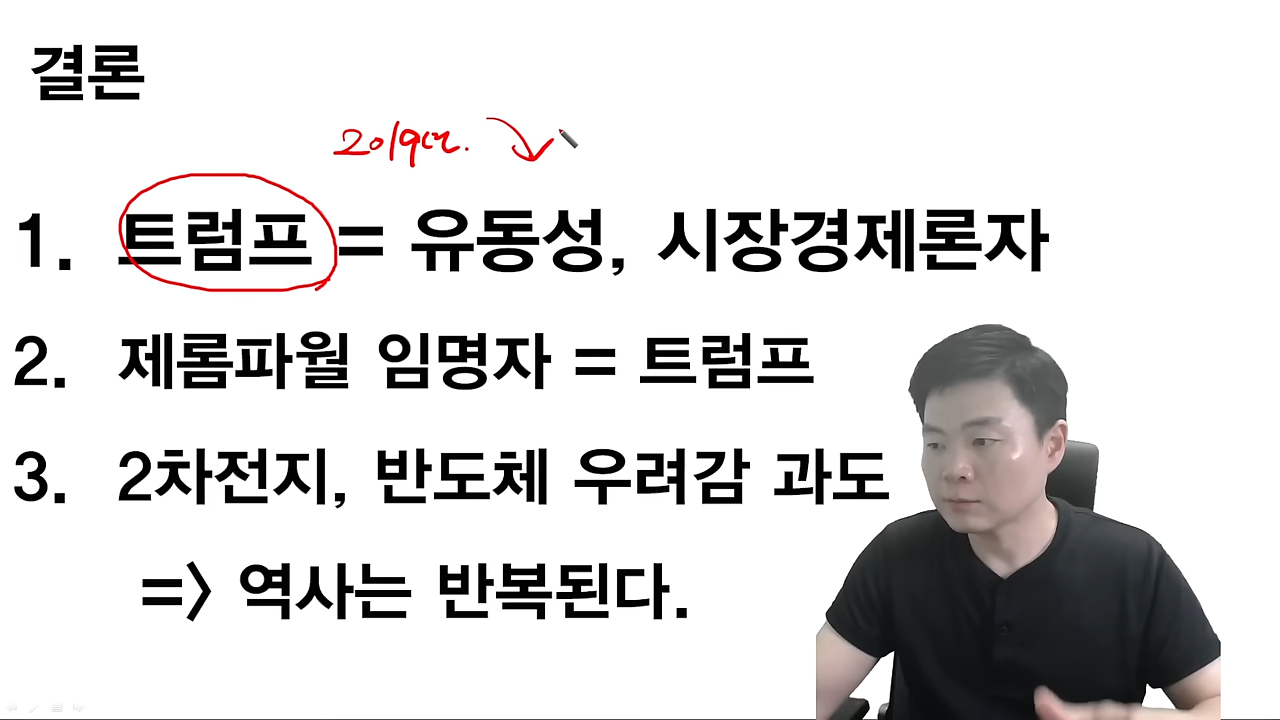 결론
2019년.
1. 트럼프 = 유동성, 시장경제론자
2. 제롬파월 임명자 = 트럼프
3. 2차전지, 반도체 우려감 과도
=> 역사는 반복된다.